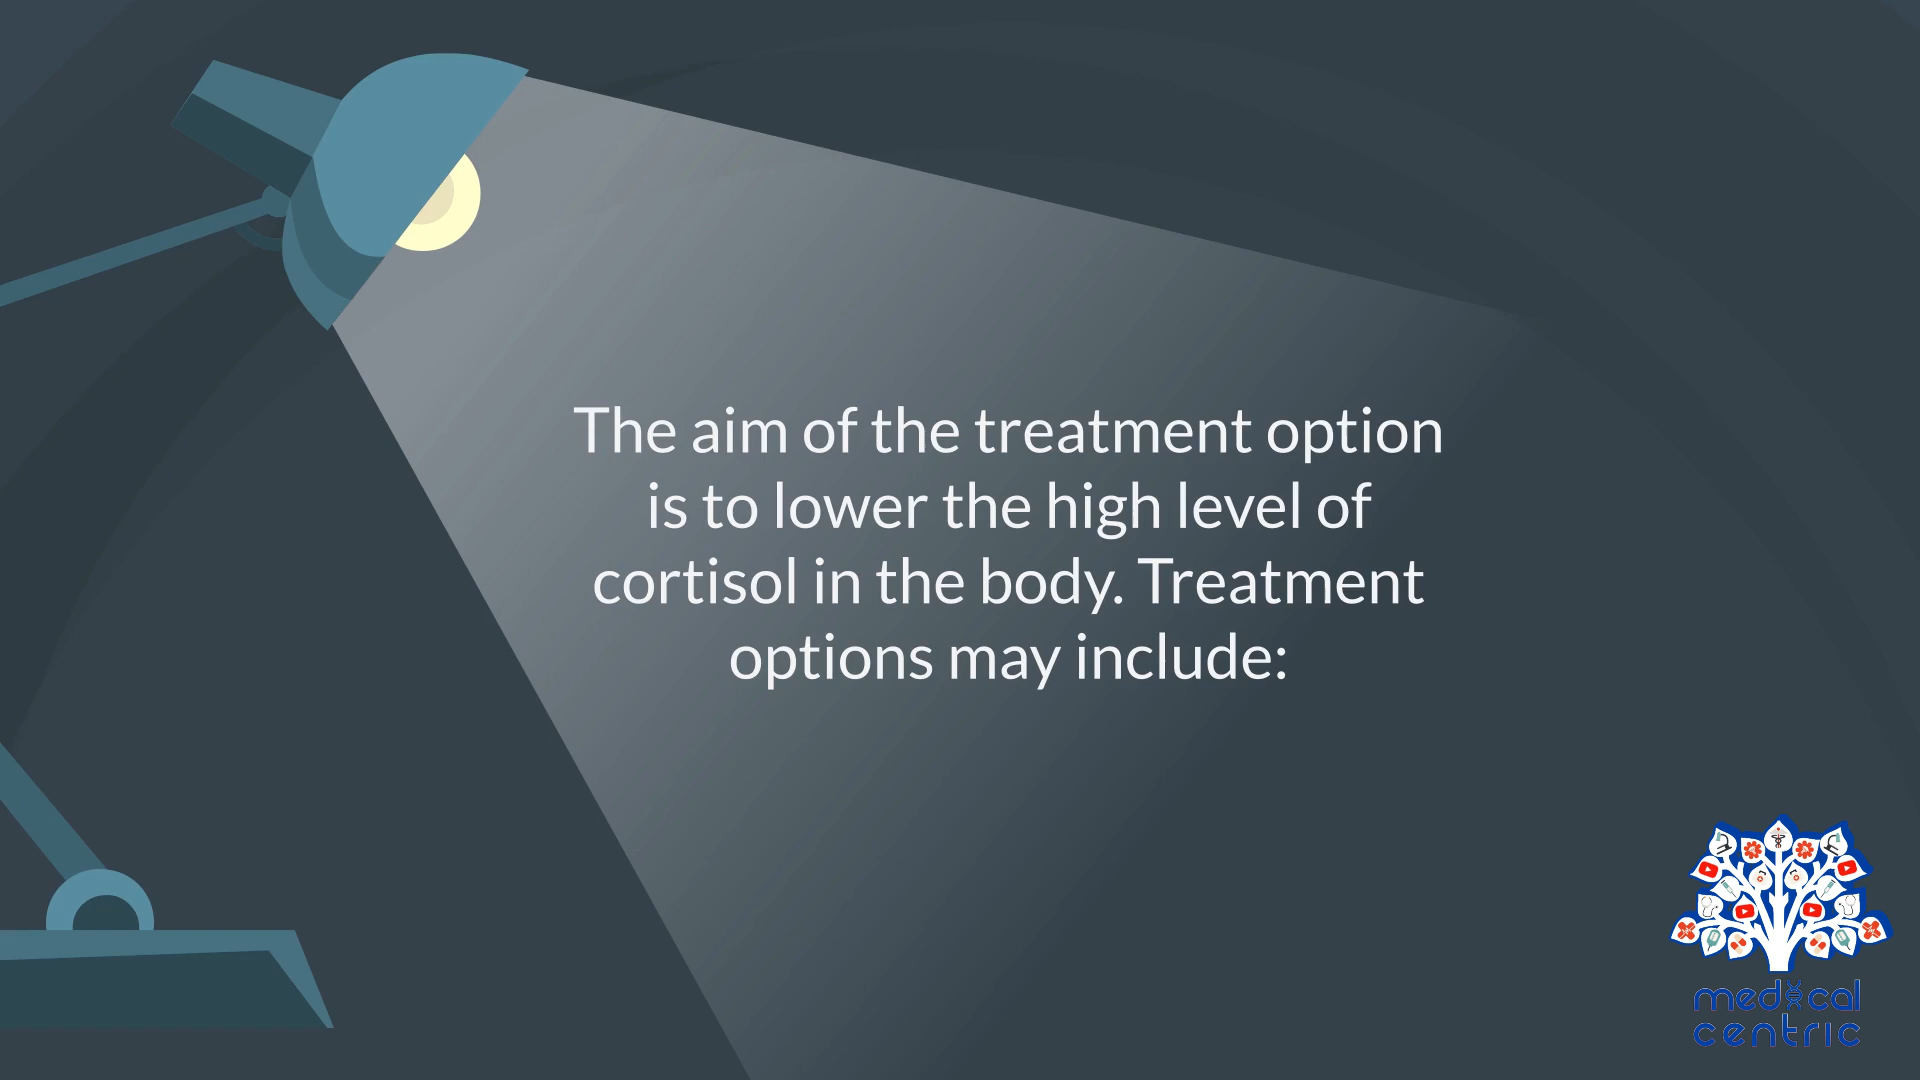 The aim of the treatment option
is to lower the high level of
cortisol in the body. Treatment
options may include:
medical
centric